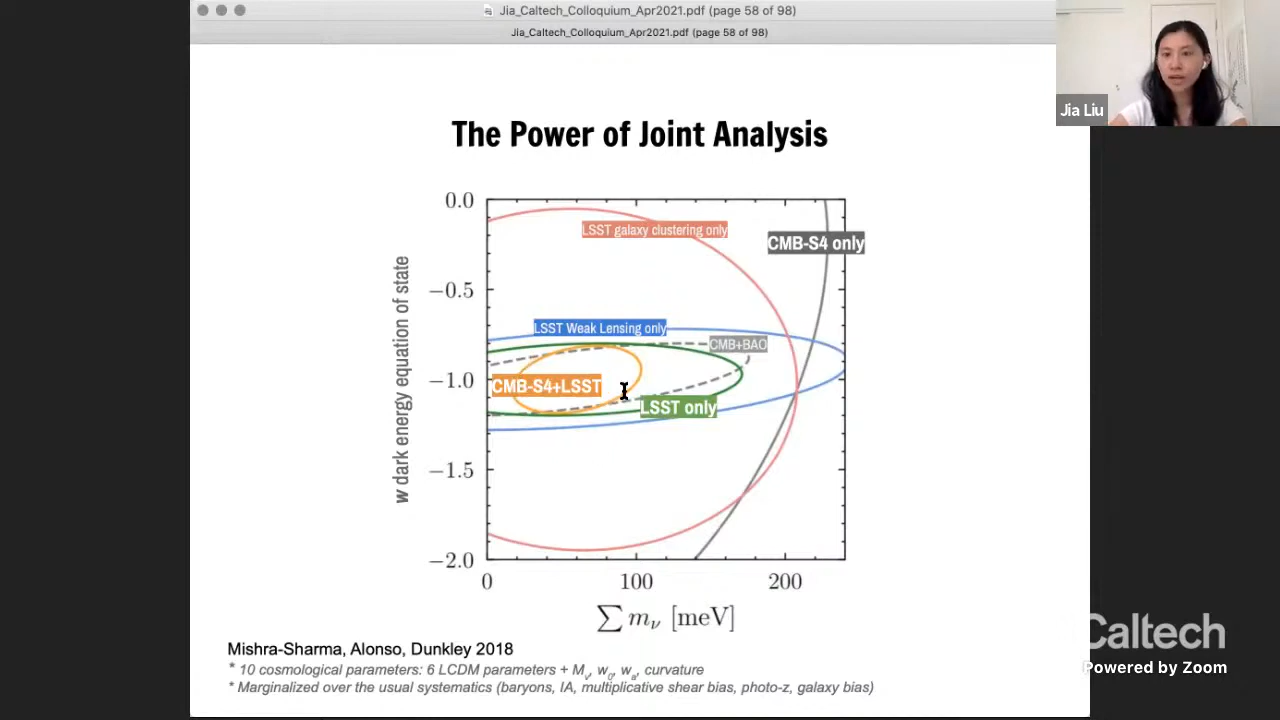 Jia_Caltech_Colloquium_Apr2021.pdf (page 58 of 98)
Jia_Caltech_Colloquium_Apr2021.pdf (page 58 of 98)
Jia Liu
The Power of Joint Analysis
0.0
−0.5
−1.0
−1.5
−2.0
w dark energy equation of state
LSST galaxy clustering only
CMB-S4 only
LSST Weak Lensing only
CMB+BAO
CMB-S4+LSST
LSST only
0 100 200
∑ mν [meV]
Mishra-Sharma, Alonso, Dunkley 2018
* 10 cosmological parameters: 6 LCDM parameters + Mν, w0, wa, curvature
* Marginalized over the usual systematics (baryons, IA, multiplicative shear bias, photo-z, galaxy bias)
Caltech
Powered by Zoom